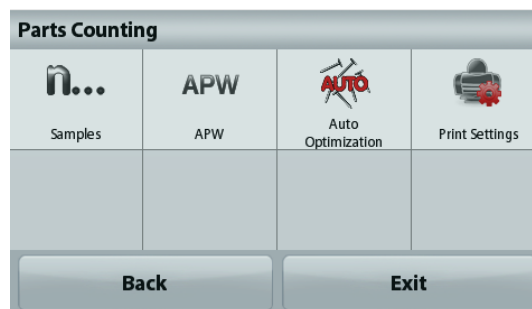 Parts Counting
n...
APW
AUTO
Samples
APW
Auto
Optimization
Print Settings
Back
Exit